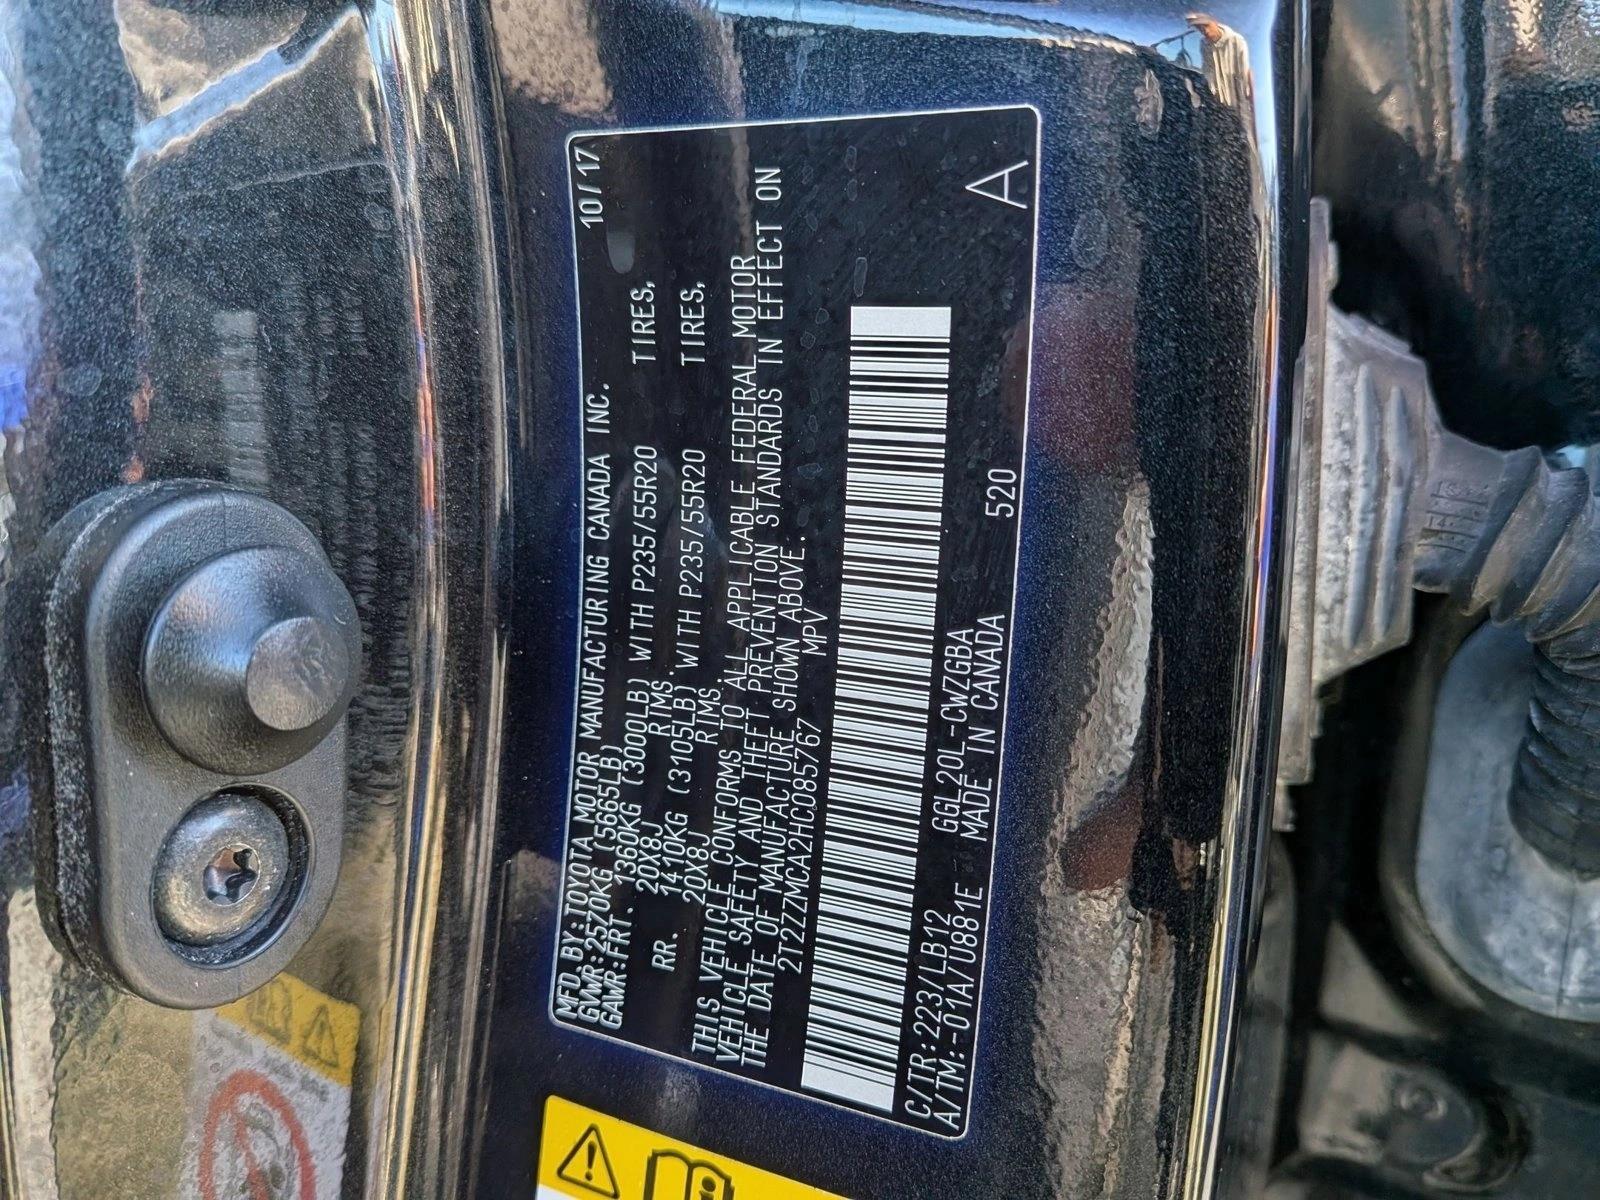 MFD.BY:TOYOTA MOTOR MANUFACTURING CANADA INC. 10/17
GVWR:2570KG(5665LB)
GAWR:FRT. 1360KG(3000LB) WITH P235/55R20 TIRES,
20X8J RIMS.
RR. 1410KG(3105LB) WITH P235/55R20 TIRES,
20X8J RIMS.
THIS VEHICLE CONFORMS TO ALL APPLICABLE FEDERAL MOTOR
VEHICLE SAFETY AND THEFT PREVENTION STANDARDS IN EFFECT ON
THE DATE OF MANUFACTURE SHOWN ABOVE.
2T2ZZMCA2HC085767 MPV
C/TR:223/LB12 GGL20L-CWZGBA
A/TM:-01A/U881E MADE IN CANADA 520 A